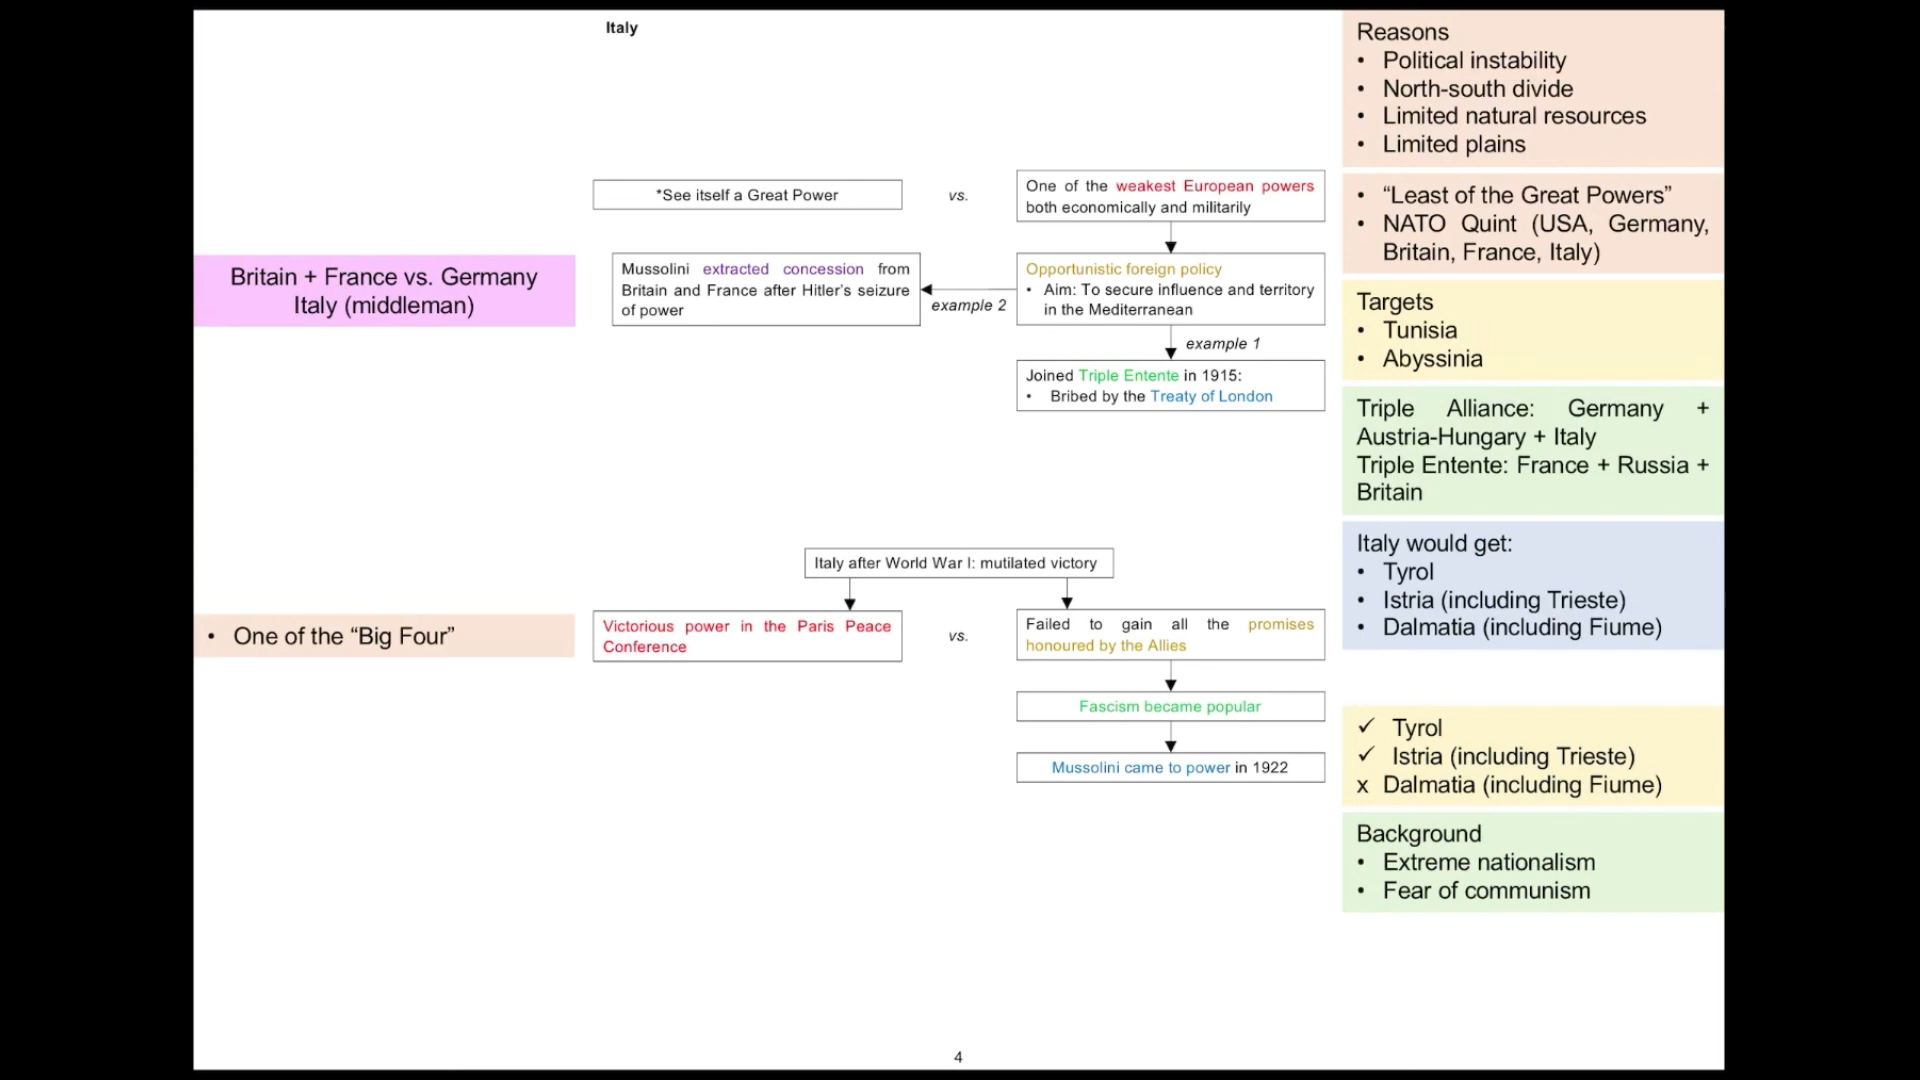 Italy
Reasons
• Political instability
• North-south divide
• Limited natural resources
• Limited plains
*See itself a Great Power
vs.
One of the weakest European powers
both economically and militarily
• “Least of the Great Powers”
• NATO Quint (USA, Germany,
Britain, France, Italy)
Britain + France vs. Germany
Italy (middleman)
Mussolini extracted concession from
Britain and France after Hitler’s seizure
of power
example 2
Opportunistic foreign policy
• Aim: To secure influence and territory
in the Mediterranean
Targets
• Tunisia
• Abyssinia
example 1
Joined Triple Entente in 1915:
• Bribed by the Treaty of London
Triple Alliance: Germany +
Austria-Hungary + Italy
Triple Entente: France + Russia +
Britain
Italy would get:
• Tyrol
• Istria (including Trieste)
• Dalmatia (including Fiume)
Italy after World War I: mutilated victory
• One of the “Big Four”
Victorious power in the Paris Peace
Conference
vs.
Failed to gain all the promises
honoured by the Allies
Fascism became popular
Mussolini came to power in 1922
✓ Tyrol
✓ Istria (including Trieste)
x Dalmatia (including Fiume)
Background
• Extreme nationalism
• Fear of communism
4